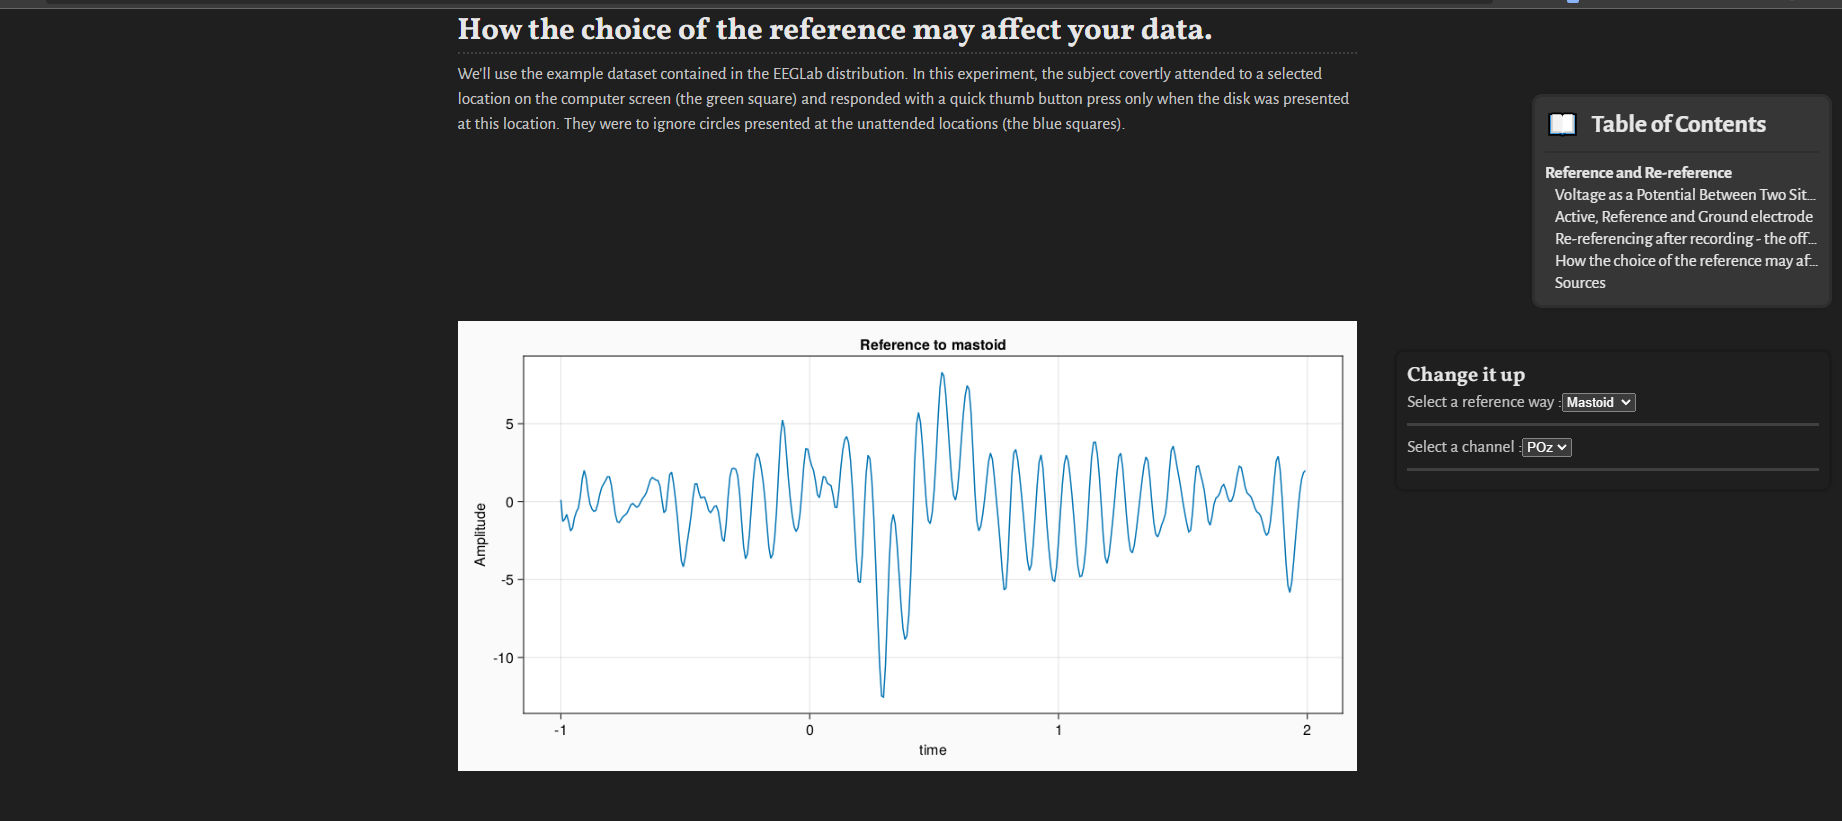 How the choice of the reference may affect your data.
We'll use the example dataset contained in the EEGLab distribution. In this experiment, the subject covertly attended to a selected
location on the computer screen (the green square) and responded with a quick thumb button press only when the disk was presented
at this location. They were to ignore circles presented at the unattended locations (the blue squares).
📖 Table of Contents
Reference and Re-reference
Voltage as a Potential Between Two Sit...
Active, Reference and Ground electrode
Re-referencing after recording - the off...
How the choice of the reference may af...
Sources
Reference to mastoid
5
0
-5
-10
Amplitude
-1
0
1
2
time
Change it up
Select a reference way : Mastoid
Select a channel : POz